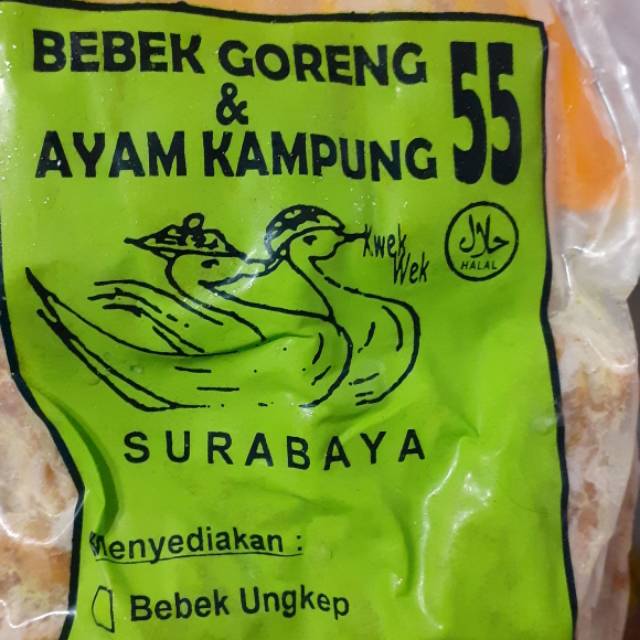 BEBEK GORENG
&
AYAM KAMPUNG
55
Kwek
Wek
حلال
HALAL
SURABAYA
Menyediakan :
Bebek Ungkep